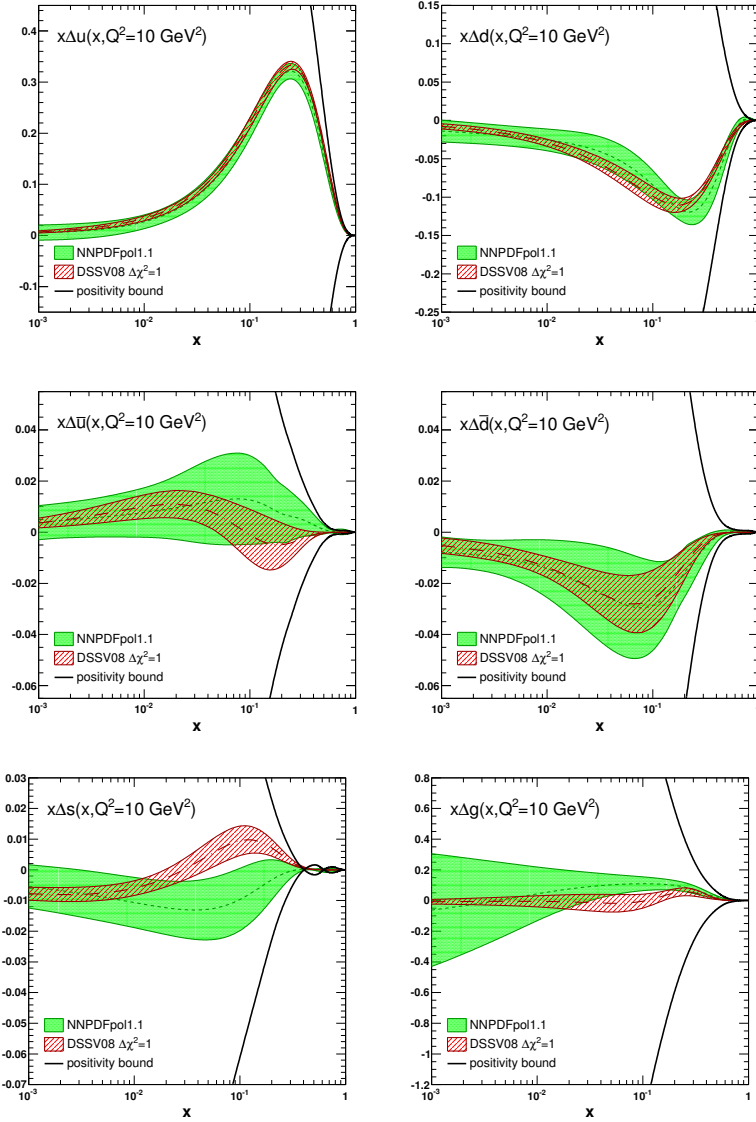 xΔu(x,Q²=10 GeV²)
0.4
0.3
0.2
0.1
0
-0.1
NNPDFpol1.1
DSSV08 Δχ²=1
positivity bound
10⁻³
10⁻²
10⁻¹
1
x
xΔd(x,Q²=10 GeV²)
0.15
0.1
0.05
0
-0.05
-0.1
-0.15
-0.2
-0.25
NNPDFpol1.1
DSSV08 Δχ²=1
positivity bound
10⁻³
10⁻²
10⁻¹
x
xΔū(x,Q²=10 GeV²)
0.04
0.02
0
-0.02
-0.04
-0.06
NNPDFpol1.1
DSSV08 Δχ²=1
positivity bound
10⁻³
10⁻²
10⁻¹
1
x
xΔd̅(x,Q²=10 GeV²)
0.04
0.02
0
-0.02
-0.04
-0.06
NNPDFpol1.1
DSSV08 Δχ²=1
positivity bound
10⁻³
10⁻²
10⁻¹
x
xΔs(x,Q²=10 GeV²)
0.03
0.02
0.01
0
-0.01
-0.02
-0.03
-0.04
-0.05
-0.06
-0.07
NNPDFpol1.1
DSSV08 Δχ²=1
positivity bound
10⁻³
10⁻²
10⁻¹
1
x
xΔg(x,Q²=10 GeV²)
0.8
0.6
0.4
0.2
0
-0.2
-0.4
-0.6
-0.8
-1
-1.2
NNPDFpol1.1
DSSV08 Δχ²=1
positivity bound
10⁻³
10⁻²
10⁻¹
1
x